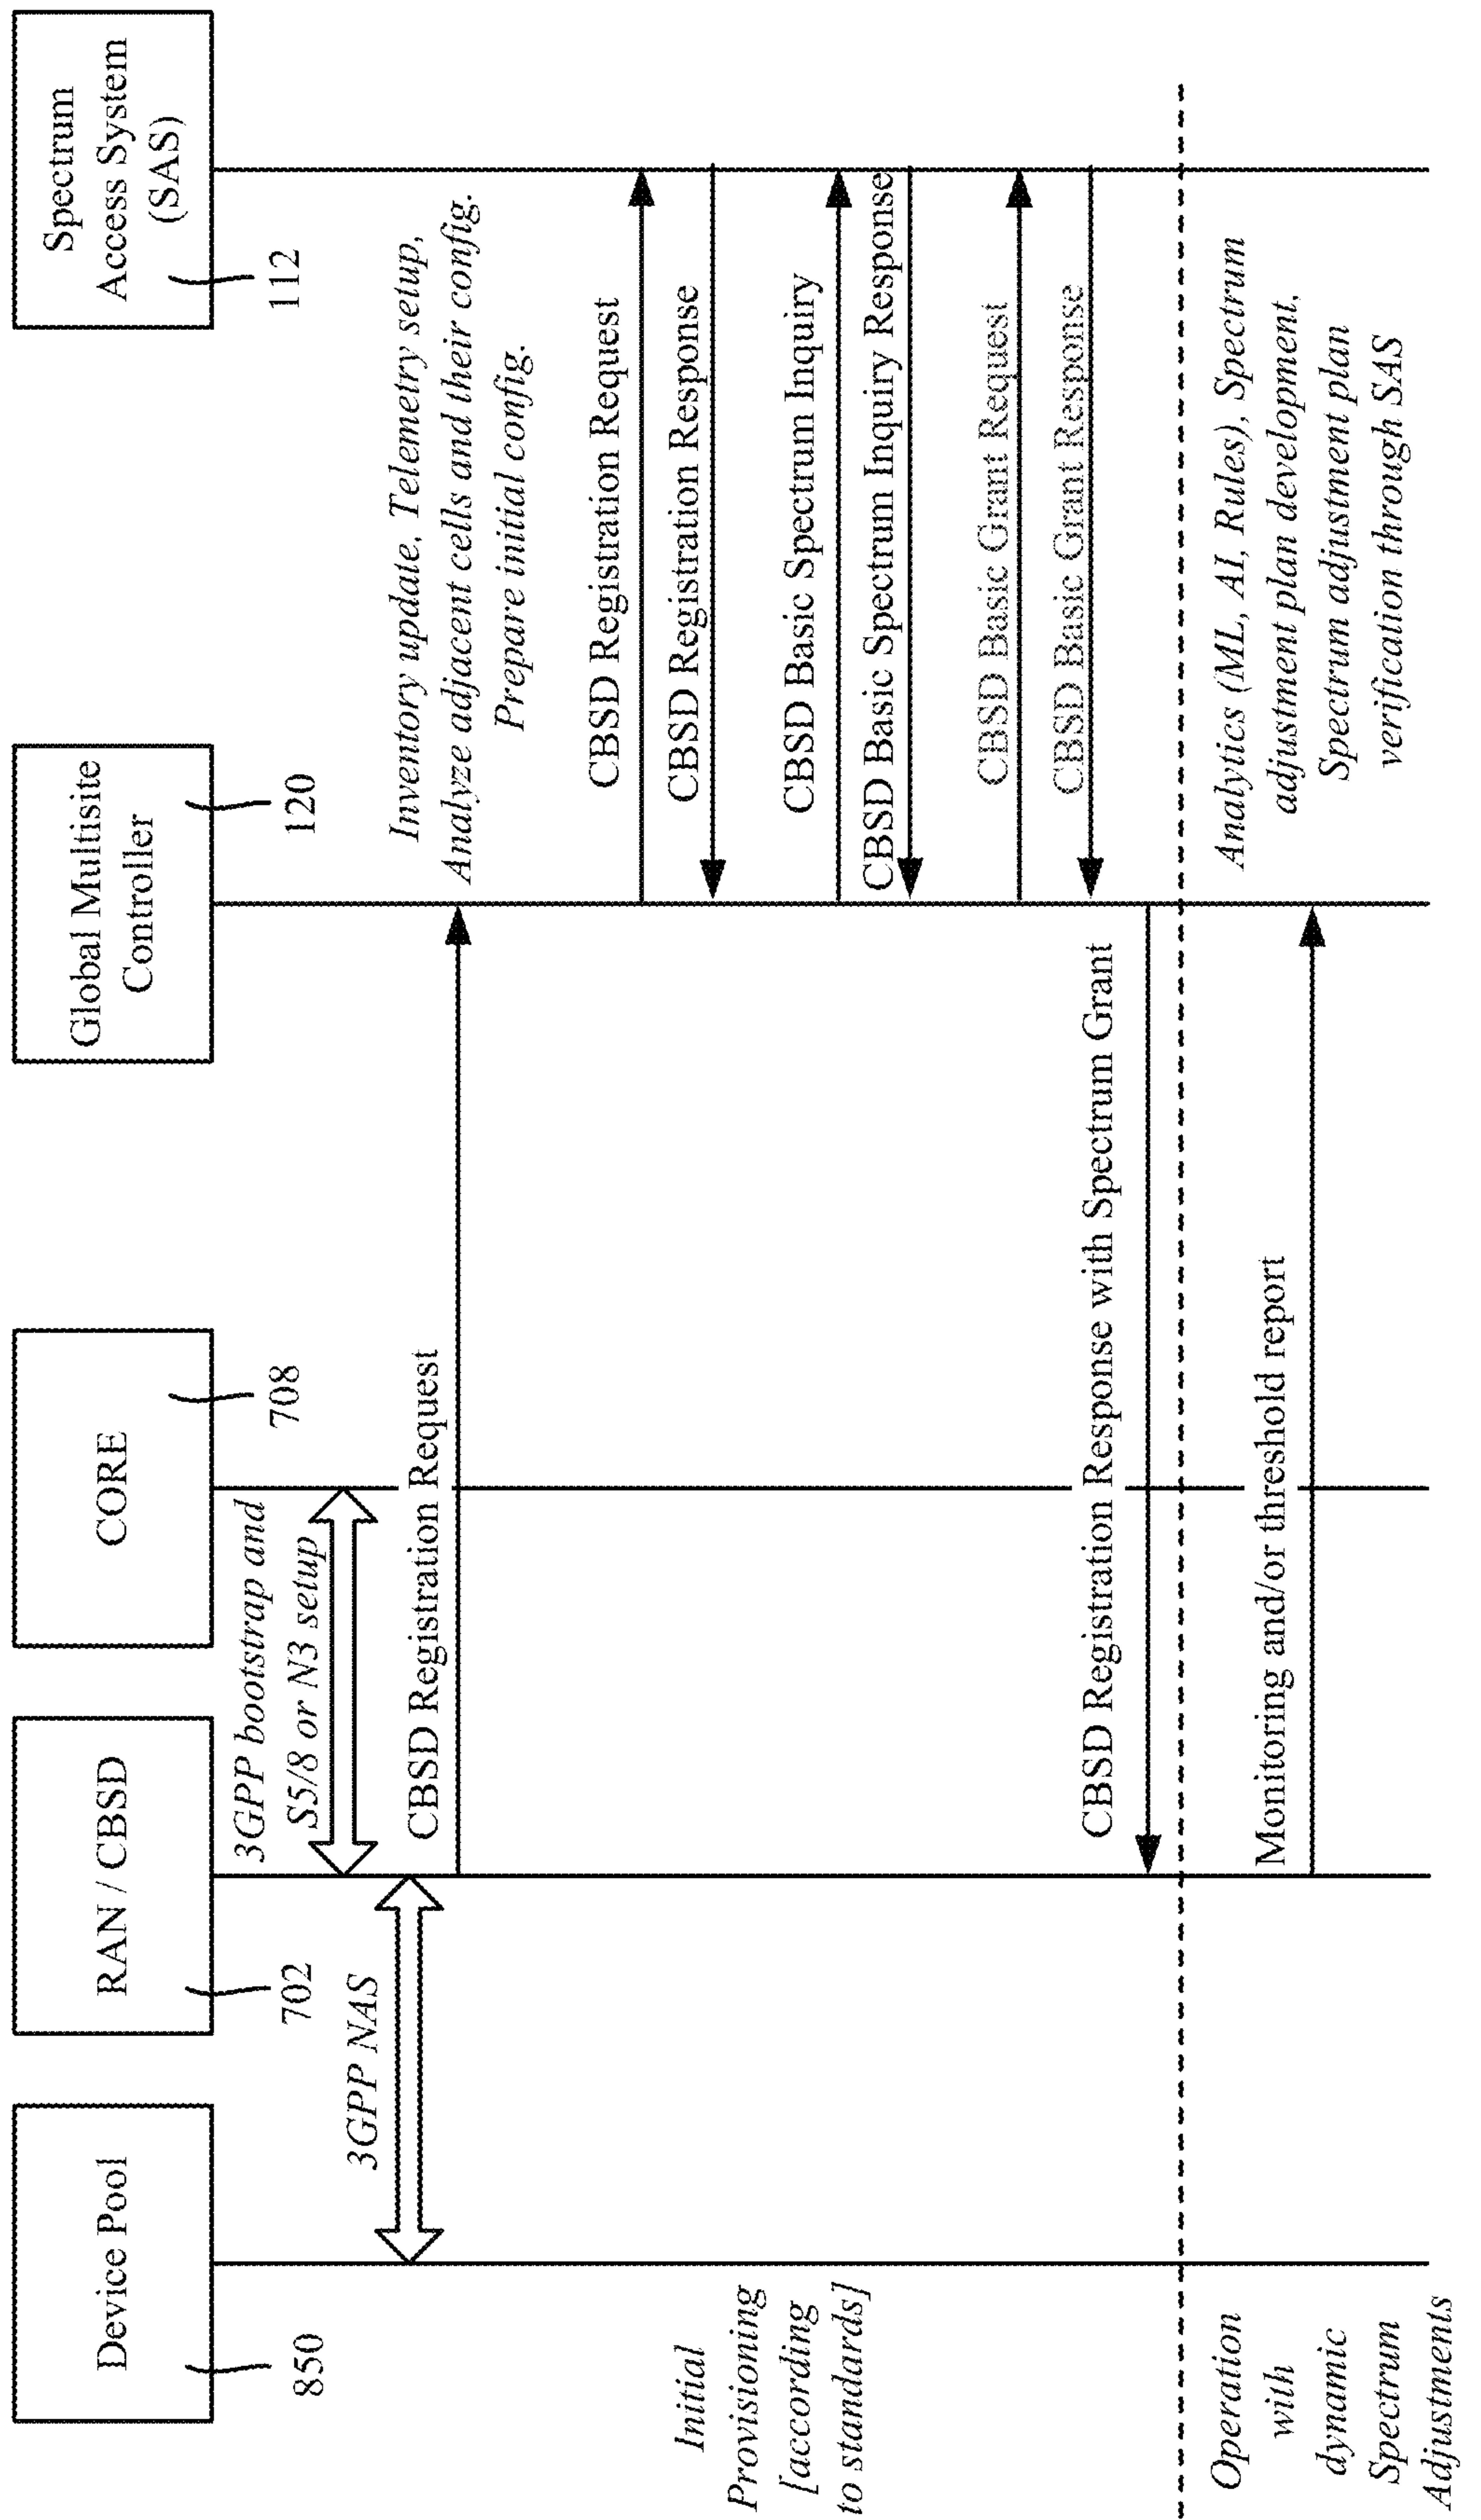 Device Pool
850
RAN / CBSD
702
CORE
708
Global Multisite
Controller
120
Spectrum
Access System
(SAS)
112
3GPP bootstrap and
S5/8 or N3 setup
3GPP NAS
CBSD Registration Request
Inventory update, Telemetry setup,
Analyze adjacent cells and their config.
Prepare initial config.
CBSD Registration Request
CBSD Registration Response
Initial
Provisioning
[according
to standards]
CBSD Basic Spectrum Inquiry
CBSD Basic Spectrum Inquiry Response
CBSD Basic Grant Request
CBSD Basic Grant Response
CBSD Registration Response with Spectrum Grant
Operation
with
dynamic
Spectrum
Adjustments
Monitoring and/or threshold report
Analytics (ML, AI, Rules), Spectrum
adjustment plan development,
Spectrum adjustment plan
verification through SAS